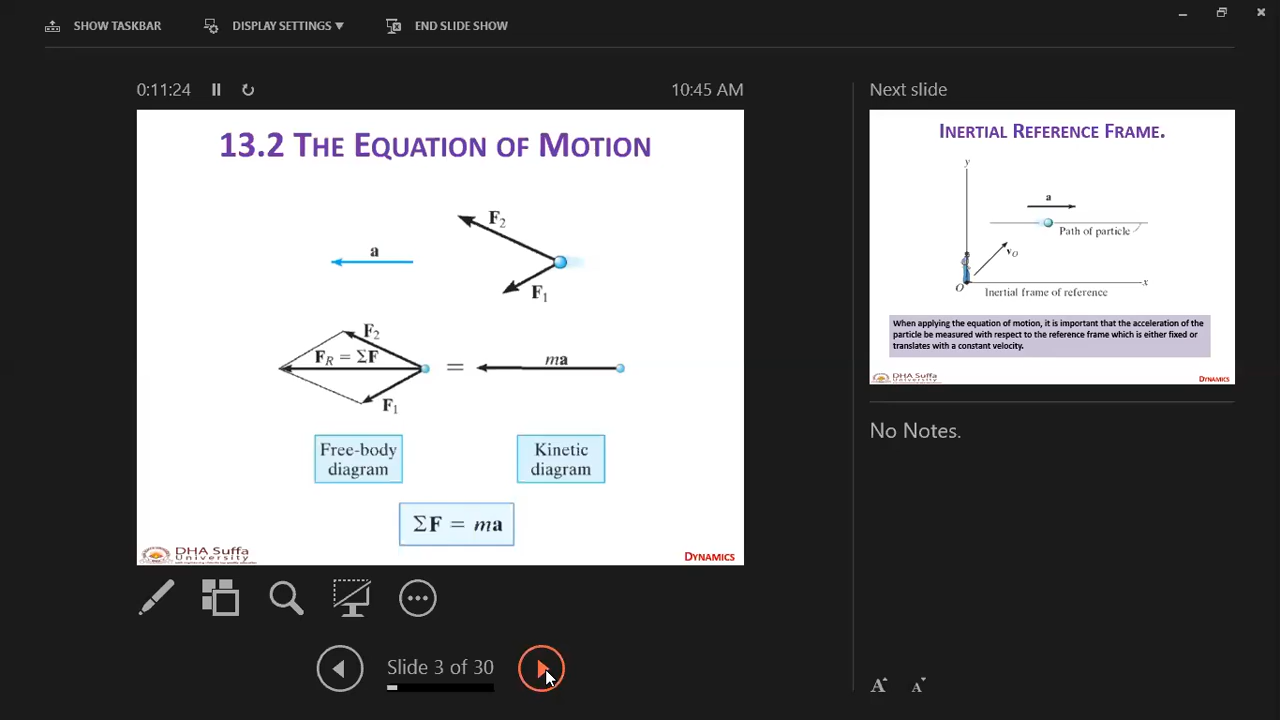 SHOW TASKBAR
DISPLAY SETTINGS ▼
END SLIDE SHOW
0:11:24
10:45 AM
13.2 THE EQUATION OF MOTION
a
F₂
F₁
F₂
F_R = ΣF
F₁
=
ma
Free-body
diagram
Kinetic
diagram
ΣF = ma
DHA Suffa
University
DYNAMICS
Slide 3 of 30
Next slide
INERTIAL REFERENCE FRAME.
y
a
Path of particle
v_O
O
x
Inertial frame of reference
When applying the equation of motion, it is important that the acceleration of the
particle be measured with respect to the reference frame which is either fixed or
translates with a constant velocity.
DHA Suffa
University
DYNAMICS
No Notes.
A
A